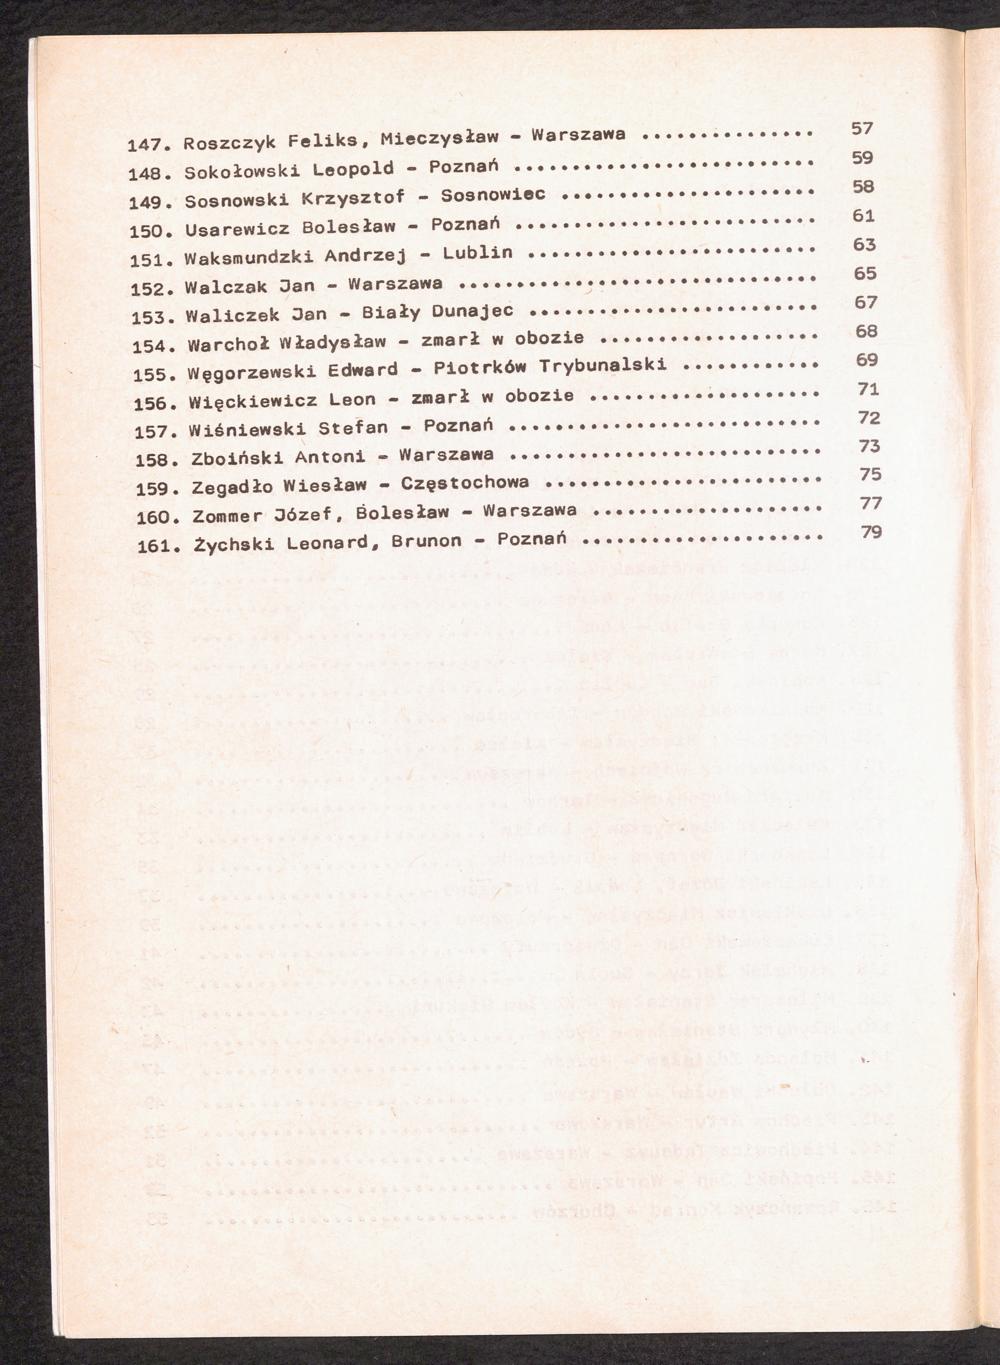 147. Roszczyk Feliks, Mieczysław - Warszawa ............... 57
148. Sokołowski Leopold - Poznań .......................... 59
149. Sosnowski Krzysztof - Sosnowiec ...................... 58
150. Usarewicz Bolesław - Poznań .......................... 61
151. Waksmundzki Andrzej - Lublin ......................... 63
152. Walczak Jan - Warszawa ............................... 65
153. Waliczek Jan - Biały Dunajec ......................... 67
154. Warchoł Władysław - zmarł w obozie ................... 68
155. Węgorzewski Edward - Piotrków Trybunalski ............ 69
156. Więckiewicz Leon - zmarł w obozie .................... 71
157. Wiśniewski Stefan - Poznań ........................... 72
158. Zboiński Antoni - Warszawa ........................... 73
159. Zegadło Wiesław - Częstochowa ........................ 75
160. Zommer Józef, Bolesław - Warszawa .................... 77
161. Żychski Leonard, Brunon - Poznań ..................... 79